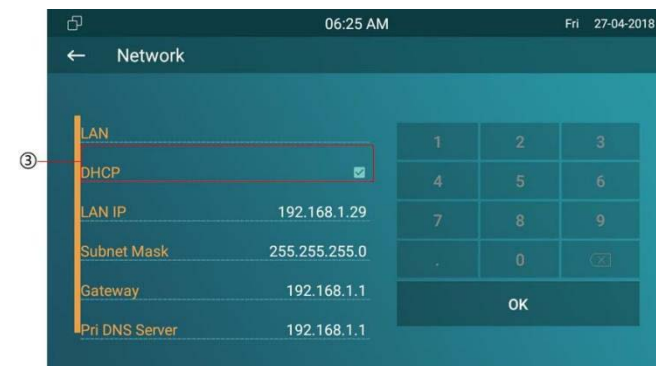 06:25 AM Fri 27-04-2018
← Network
LAN
③ DHCP
LAN IP 192.168.1.29
Subnet Mask 255.255.255.0
Gateway 192.168.1.1
Pri DNS Server 192.168.1.1
1 2 3
4 5 6
7 8 9
. 0
OK